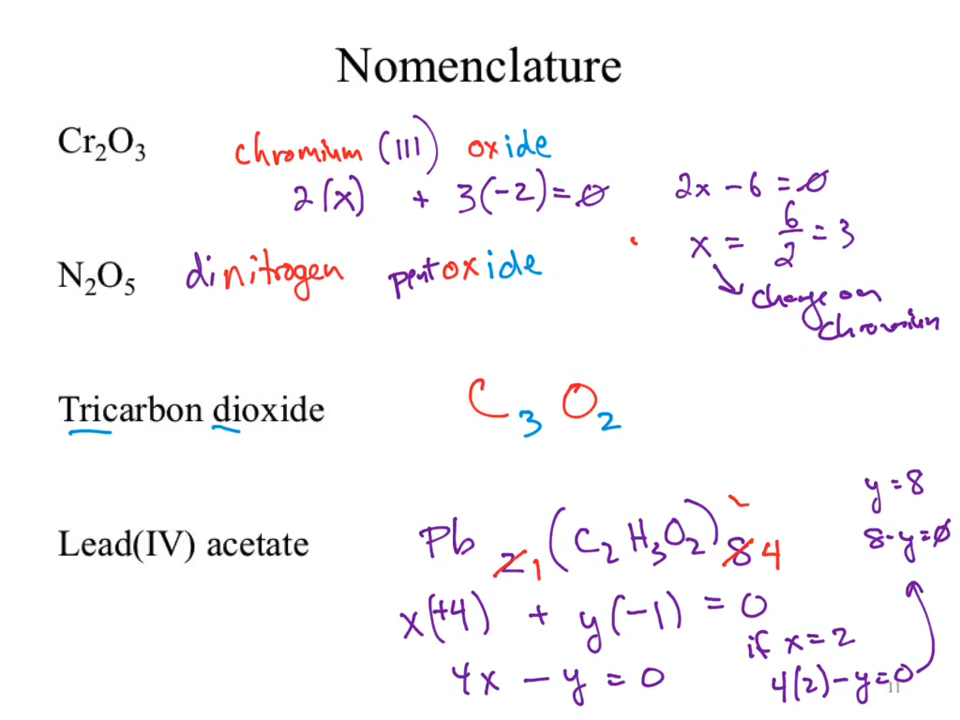 Nomenclature
Cr₂O₃ chromium (III) oxide
2(x) + 3(-2) = 0 2x - 6 = 0
x = 6/2 = 3
charge on
chromium
N₂O₅ dinitrogen pentoxide
Tricarbon dioxide C₃O₂
y = 8
8 - y = 0
Lead(IV) acetate Pb 2 1 (C₂H₃O₂) 8 4
x(+4) + y(-1) = 0
if x = 2
4x - y = 0 4(2) - y = 0
11